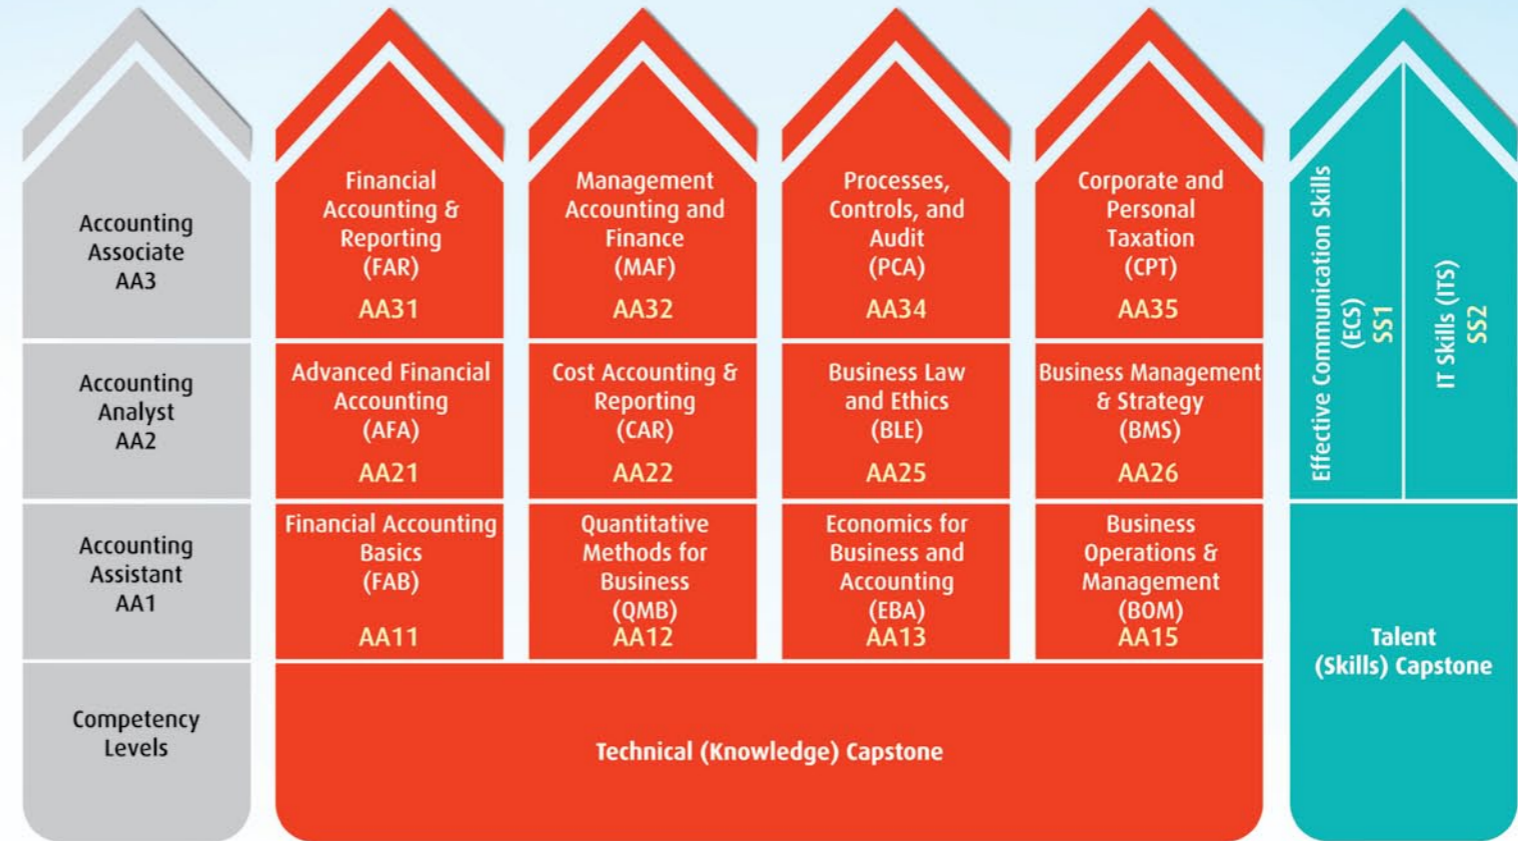 Accounting
Associate
AA3
Financial
Accounting &
Reporting
(FAR)
AA31
Management
Accounting and
Finance
(MAF)
AA32
Processes,
Controls, and
Audit
(PCA)
AA34
Corporate and
Personal
Taxation
(CPT)
AA35
Effective Communication Skills
(ECS)
SS1
IT Skills (ITS)
SS2
Accounting
Analyst
AA2
Advanced Financial
Accounting
(AFA)
AA21
Cost Accounting &
Reporting
(CAR)
AA22
Business Law
and Ethics
(BLE)
AA25
Business Management
& Strategy
(BMS)
AA26
Accounting
Assistant
AA1
Financial Accounting
Basics
(FAB)
AA11
Quantitative
Methods for
Business
(QMB)
AA12
Economics for
Business and
Accounting
(EBA)
AA13
Business
Operations &
Management
(BOM)
AA15
Talent
(Skills) Capstone
Competency
Levels
Technical (Knowledge) Capstone